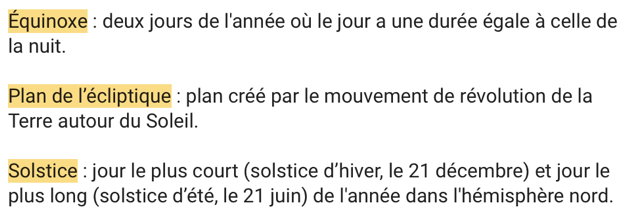 Équinoxe : deux jours de l'année où le jour a une durée égale à celle de
la nuit.
Plan de l’écliptique : plan créé par le mouvement de révolution de la
Terre autour du Soleil.
Solstice : jour le plus court (solstice d’hiver, le 21 décembre) et jour le
plus long (solstice d’été, le 21 juin) de l'année dans l'hémisphère nord.